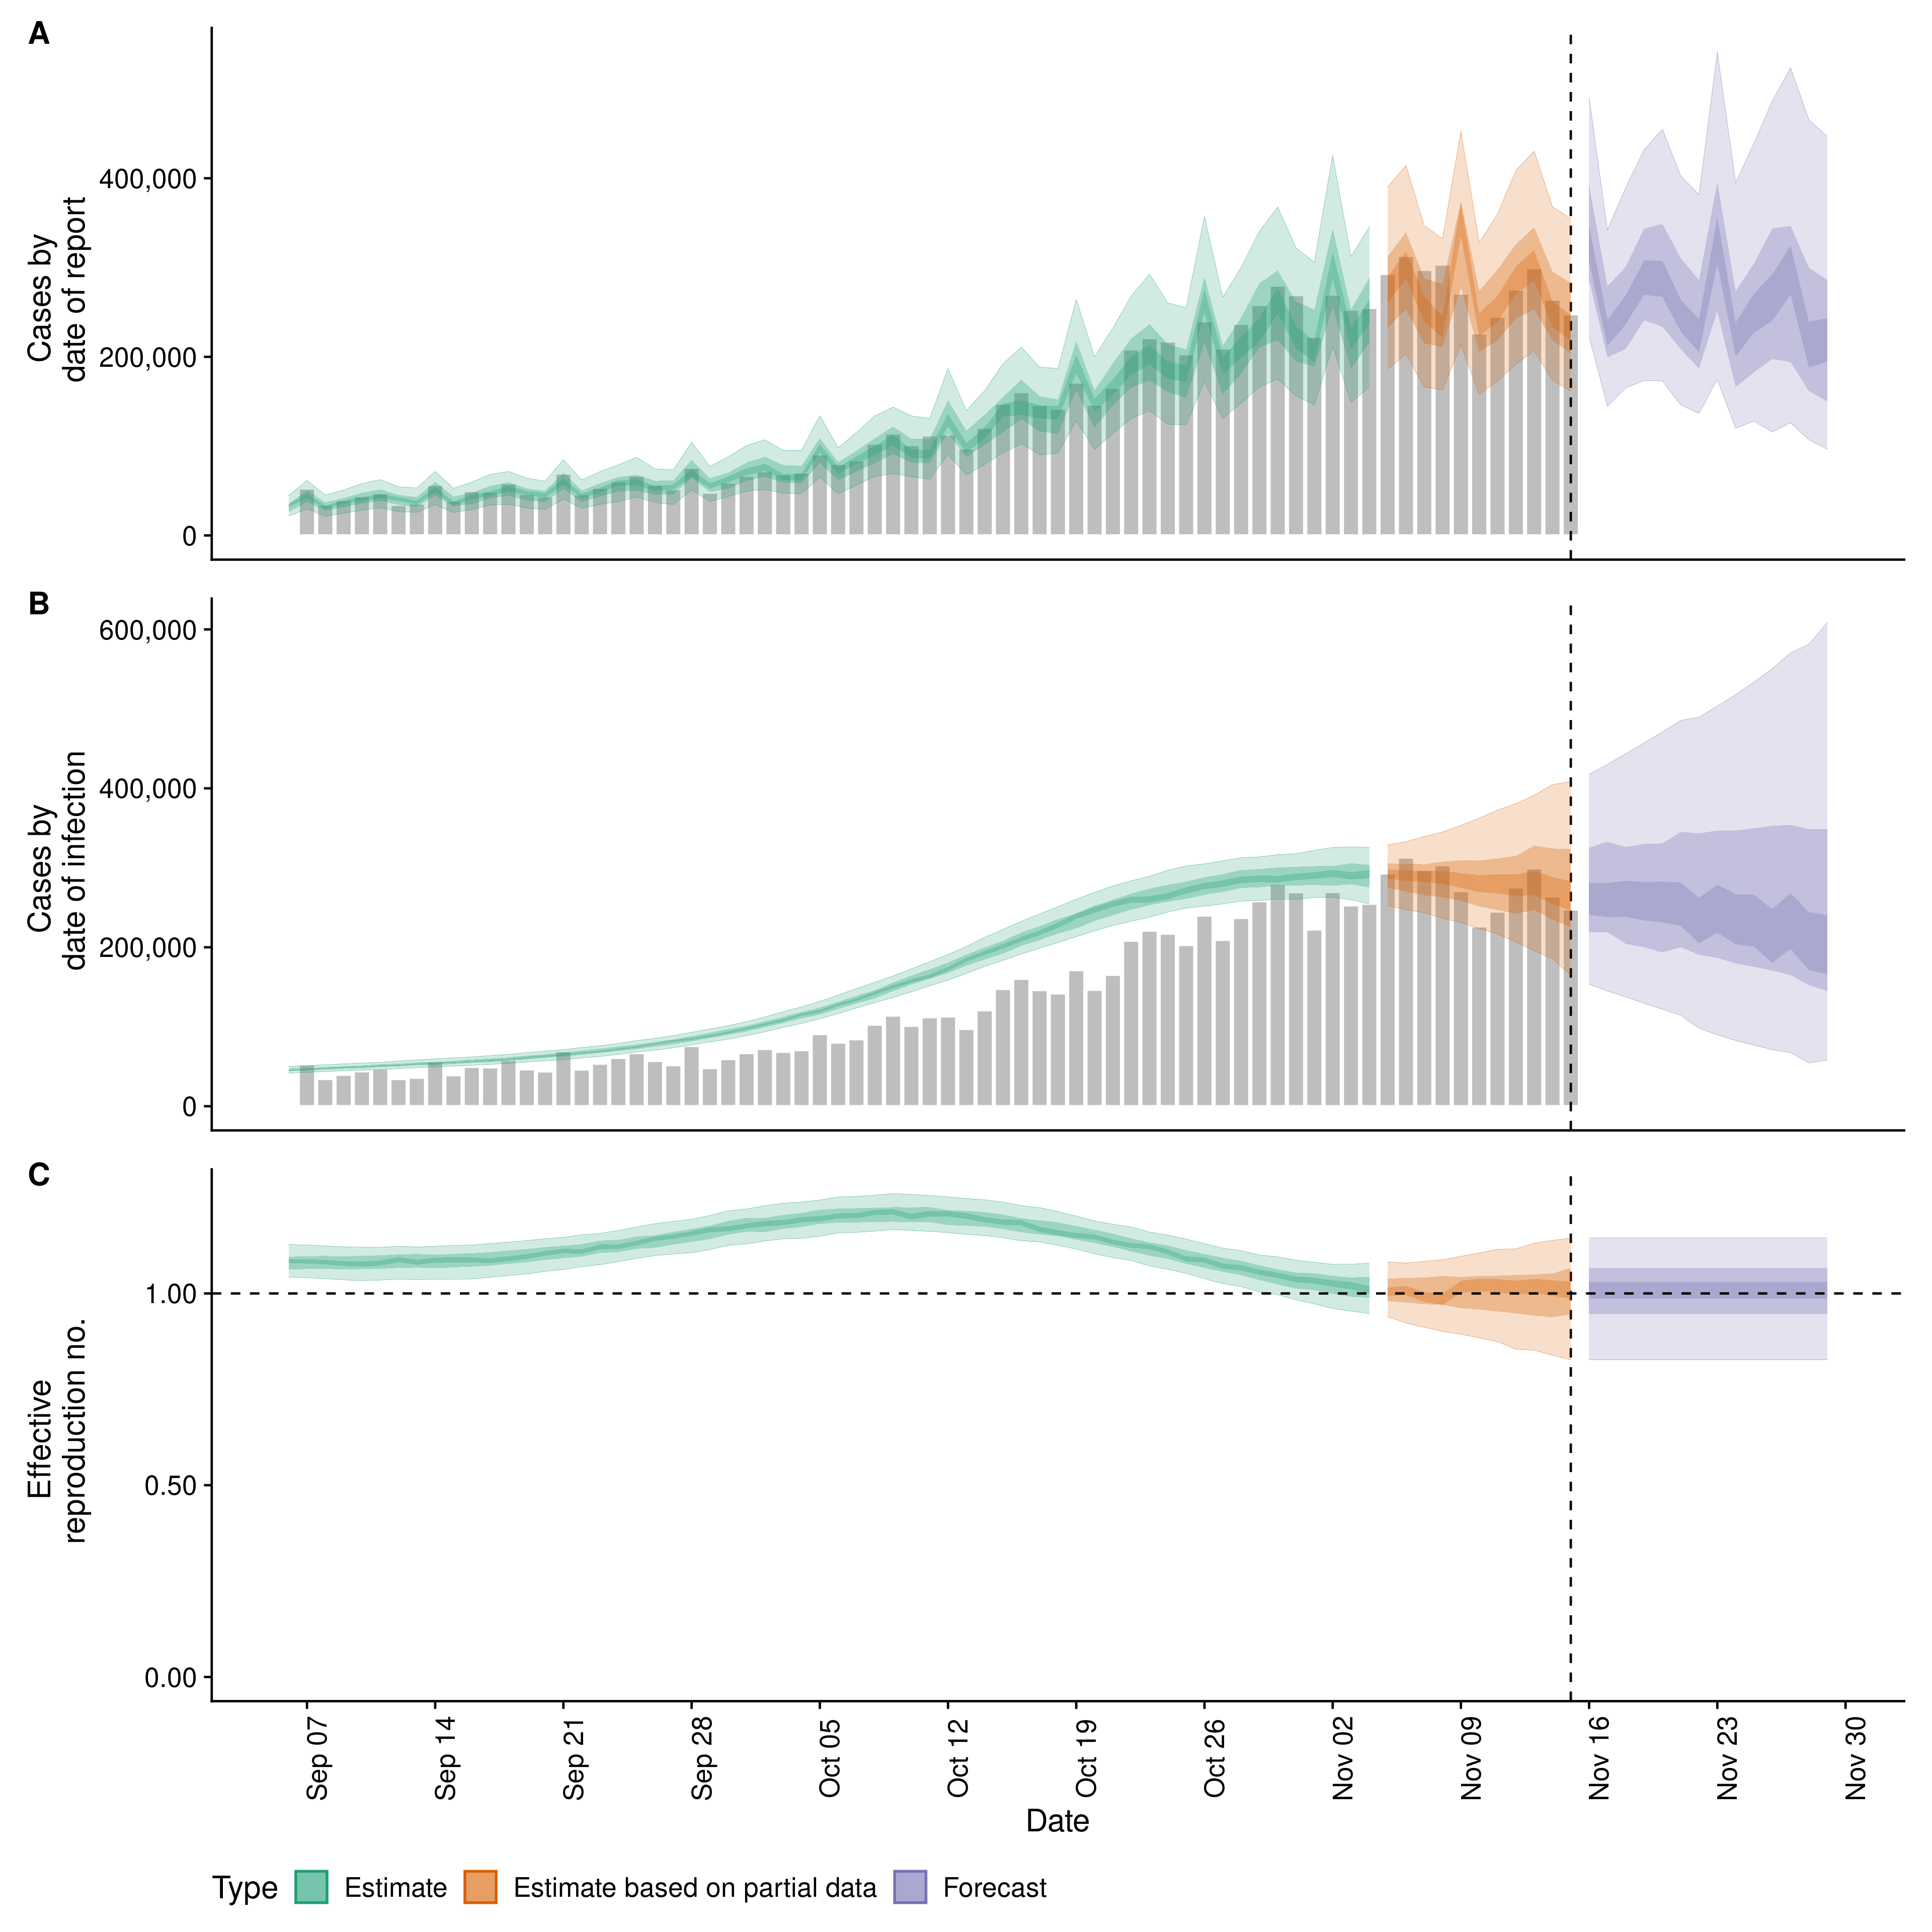 A
Cases by
date of report
400,000
200,000
0
B
Cases by
date of infection
600,000
400,000
200,000
0
C
Effective
reproduction no.
1.00
0.50
0.00
Sep 07
Sep 14
Sep 21
Sep 28
Oct 05
Oct 12
Oct 19
Oct 26
Nov 02
Nov 09
Nov 16
Nov 23
Nov 30
Date
Type Estimate Estimate based on partial data Forecast